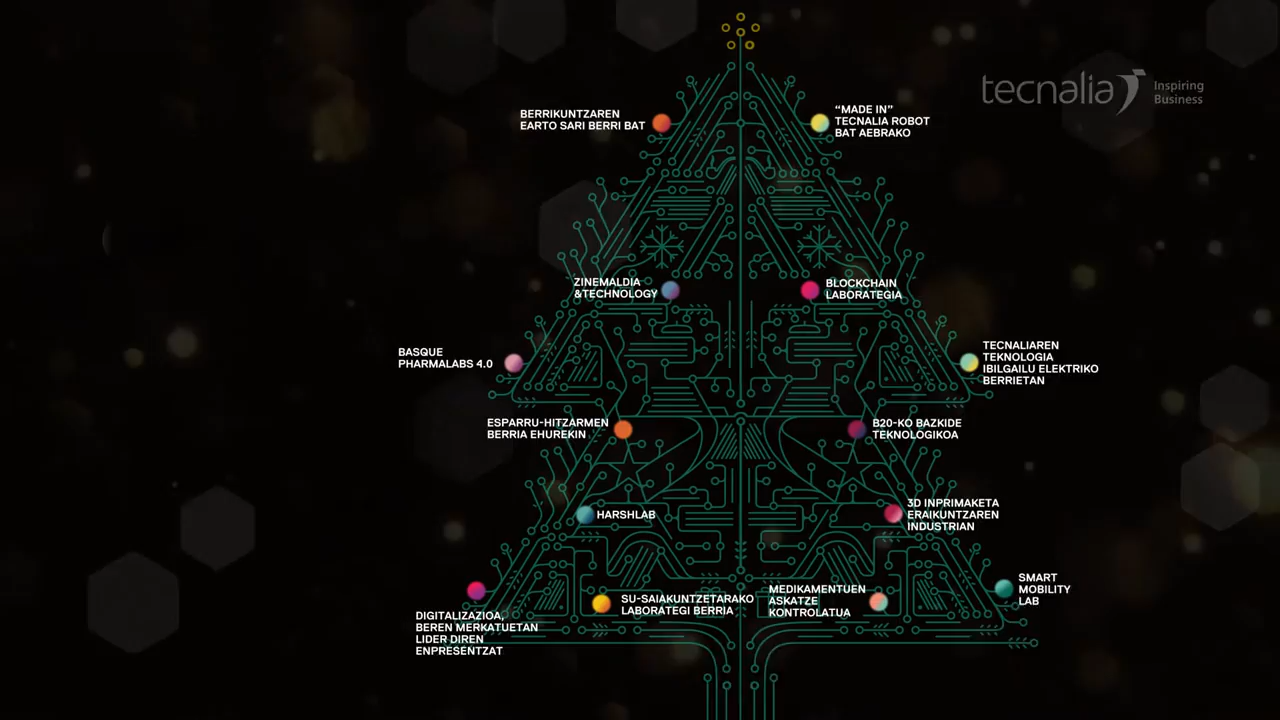 tecnalia
Inspiring
Business
BERRIKUNTZAREN
EARTO SARI BERRI BAT
“MADE IN”
TECNALIA ROBOT
BAT AEBRAKO
ZINEMALDIA
&TECHNOLOGY
BLOCKCHAIN
LABORATEGIA
BASQUE
PHARMALABS 4.0
TECNALIAREN
TEKNOLOGIA
IBILGAILU ELEKTRIKO
BERRIETAN
ESPARRU-HITZARMEN
BERRIA EHUREKIN
B20-KO BAZKIDE
TEKNOLOGIKOA
HARSHLAB
3D INPRIMAKETA
ERAIKUNTZAREN
INDUSTRIAN
DIGITALIZAZIOA,
BEREN MERKATUETAN
LIDER DIREN
ENPRESENTZAT
SU-SAIAKUNTZETARAKO
LABORATEGI BERRIA
MEDIKAMENTUEN
ASKATZE
KONTROLATUA
SMART
MOBILITY
LAB